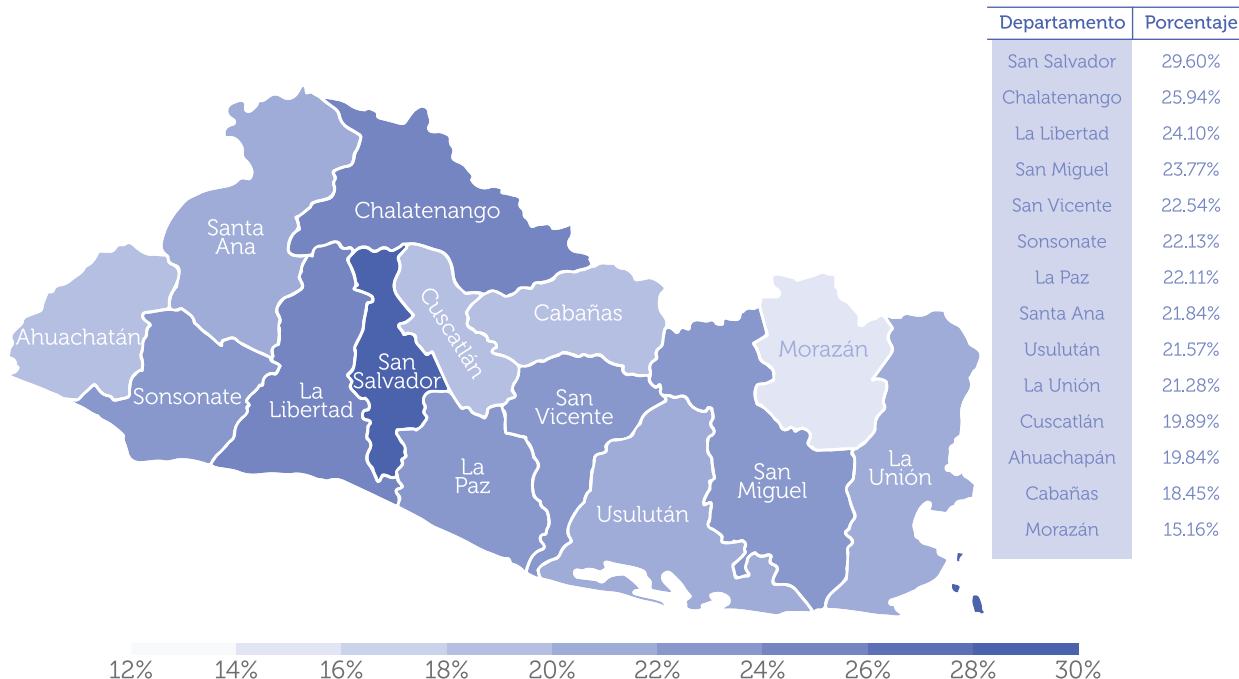 Departamento Porcentaje
San Salvador 29.60%
Chalatenango 25.94%
La Libertad 24.10%
San Miguel 23.77%
San Vicente 22.54%
Sonsonate 22.13%
La Paz 22.11%
Santa Ana 21.84%
Usulután 21.57%
La Unión 21.28%
Cuscatlán 19.89%
Ahuachapán 19.84%
Cabañas 18.45%
Morazán 15.16%
Chalatenango
Santa
Ana
Ahuachatán
Sonsonate
La
Libertad
San
Salvador
Cuscatlán
Cabañas
Morazán
San
Vicente
La
Paz
Usulután
San
Miguel
La
Unión
12% 14% 16% 18% 20% 22% 24% 26% 28% 30%